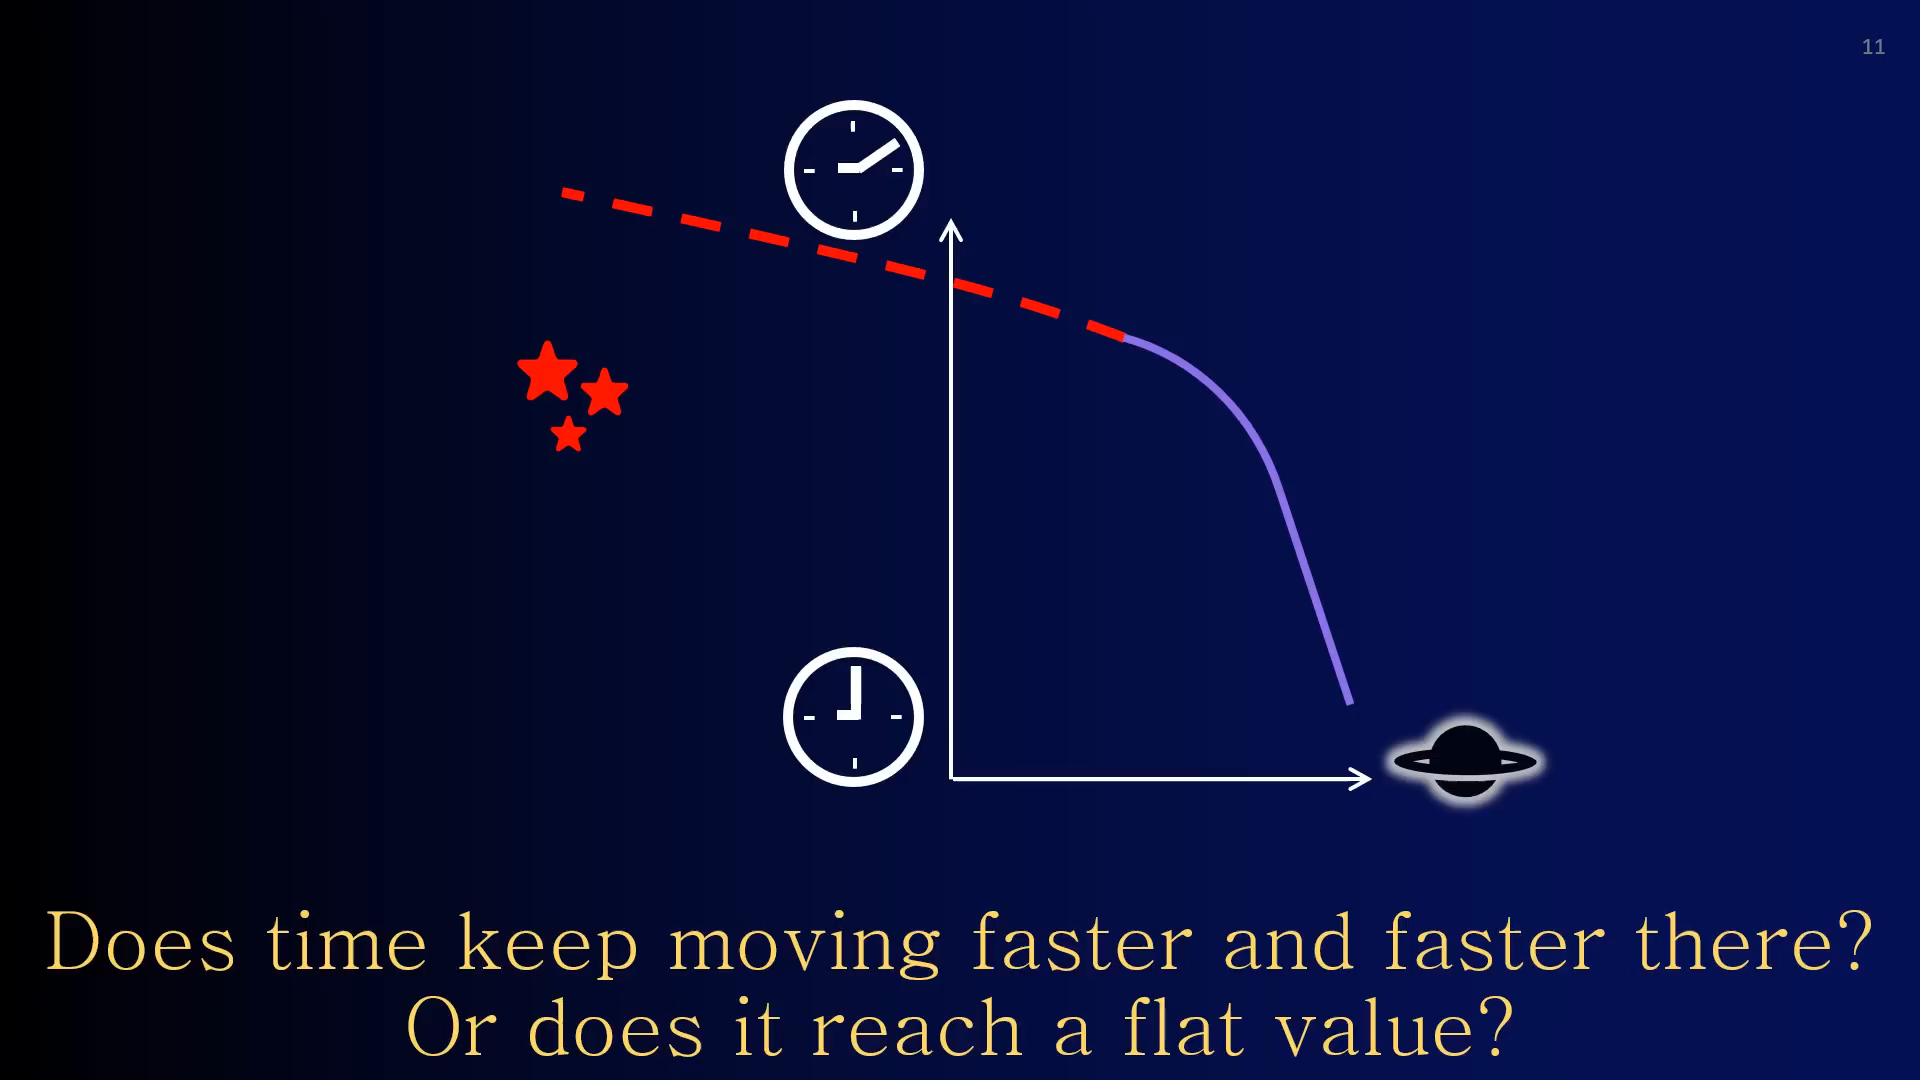 11
Does time keep moving faster and faster there?
Or does it reach a flat value?